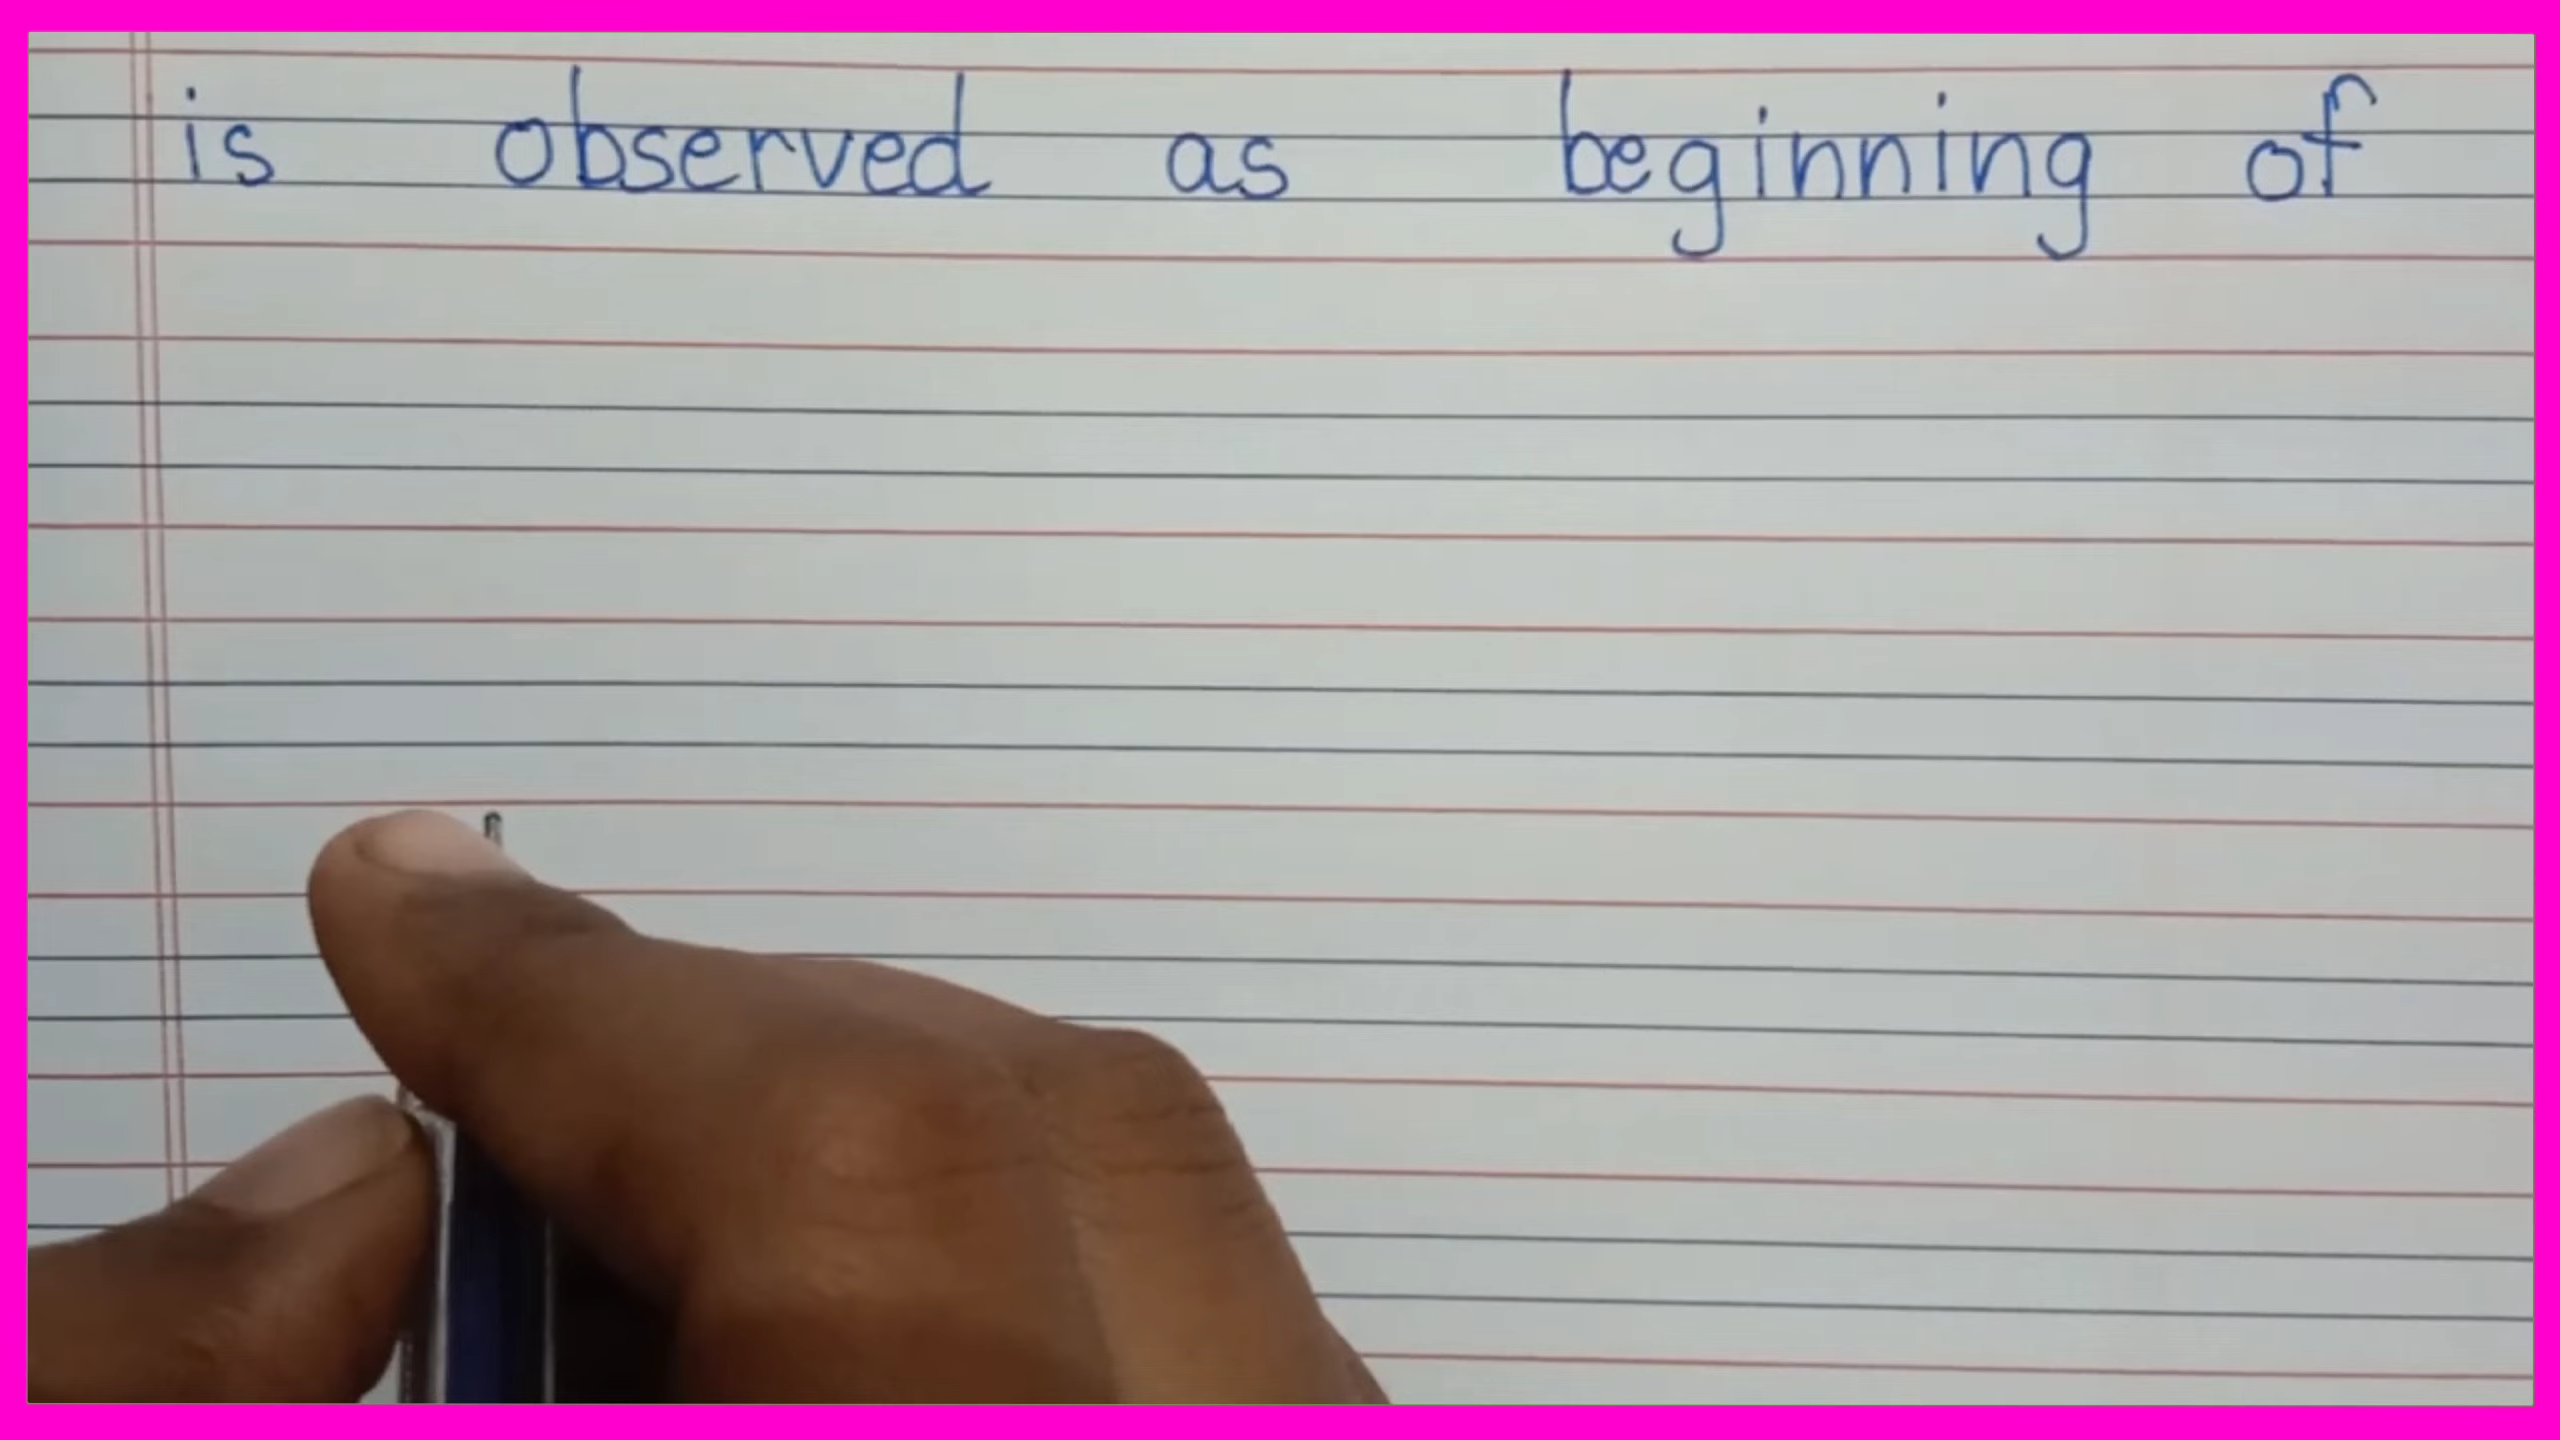 is observed as beginning of